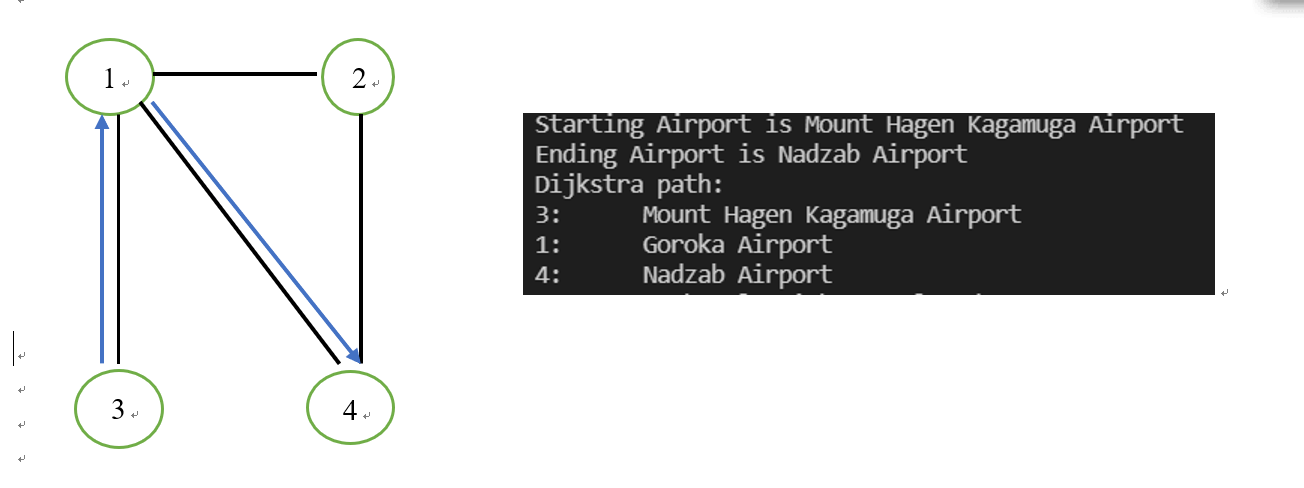 1
2
3
4
Starting Airport is Mount Hagen Kagamuga Airport
Ending Airport is Nadzab Airport
Dijkstra path:
3: Mount Hagen Kagamuga Airport
1: Goroka Airport
4: Nadzab Airport